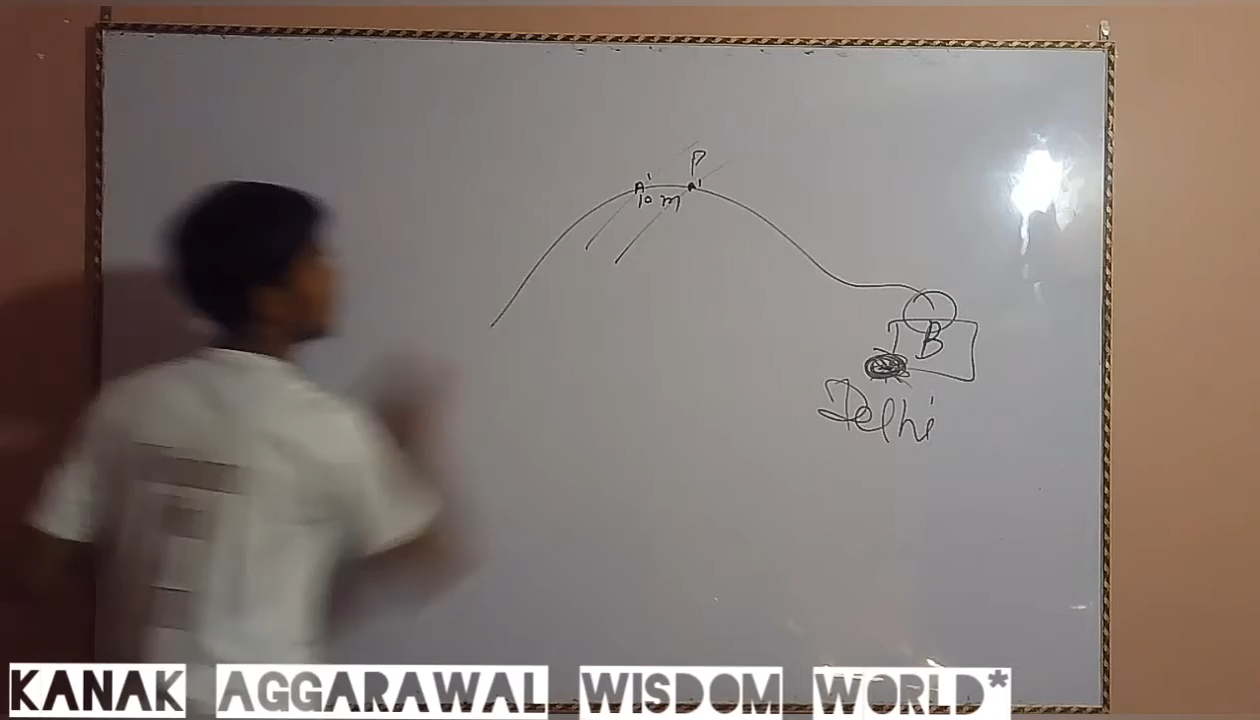 P
A' A'
10 m
B
Delhi
KANAK AGGARAWAL WISDOM WORLD*